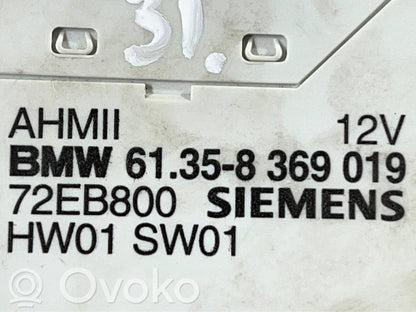 31.
AHMII 12V
BMW 61.35-8 369 019
72EB800 SIEMENS
HW01 SW01
© Ovoko